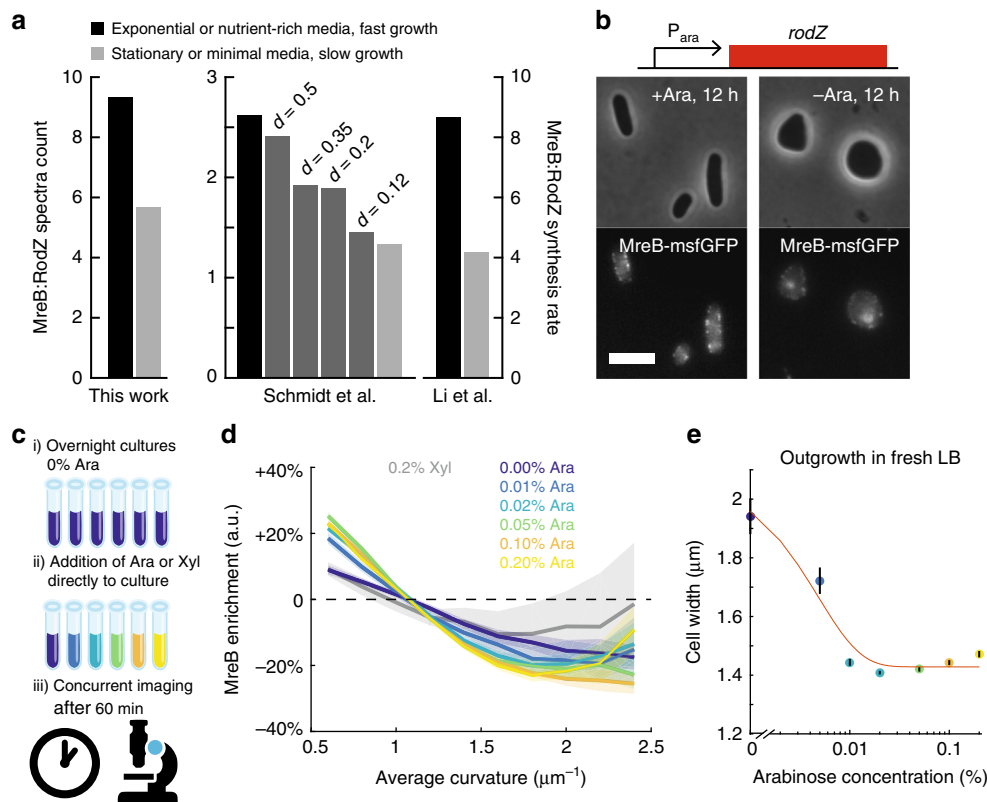 a
Exponential or nutrient-rich media, fast growth
Stationary or minimal media, slow growth
MreB:RodZ spectra count
10
8
6
4
2
0
This work
3
2
1
0
d = 0.5
d = 0.35
d = 0.2
d = 0.12
Schmidt et al.
10
8
6
4
2
0
Li et al.
MreB:RodZ synthesis rate
b
Para
rodZ
+Ara, 12 h
–Ara, 12 h
MreB-msfGFP
MreB-msfGFP
c
i) Overnight cultures
0% Ara
ii) Addition of Ara or Xyl
directly to culture
iii) Concurrent imaging
after 60 min
d
MreB enrichment (a.u.)
+40%
+20%
0
–20%
–40%
0.2% Xyl
0.00% Ara
0.01% Ara
0.02% Ara
0.05% Ara
0.10% Ara
0.20% Ara
0.5
1
1.5
2
2.5
Average curvature (μm⁻¹)
e
Outgrowth in fresh LB
Cell width (μm)
2
1.8
1.6
1.4
1.2
0
0.01
0.1
Arabinose concentration (%)